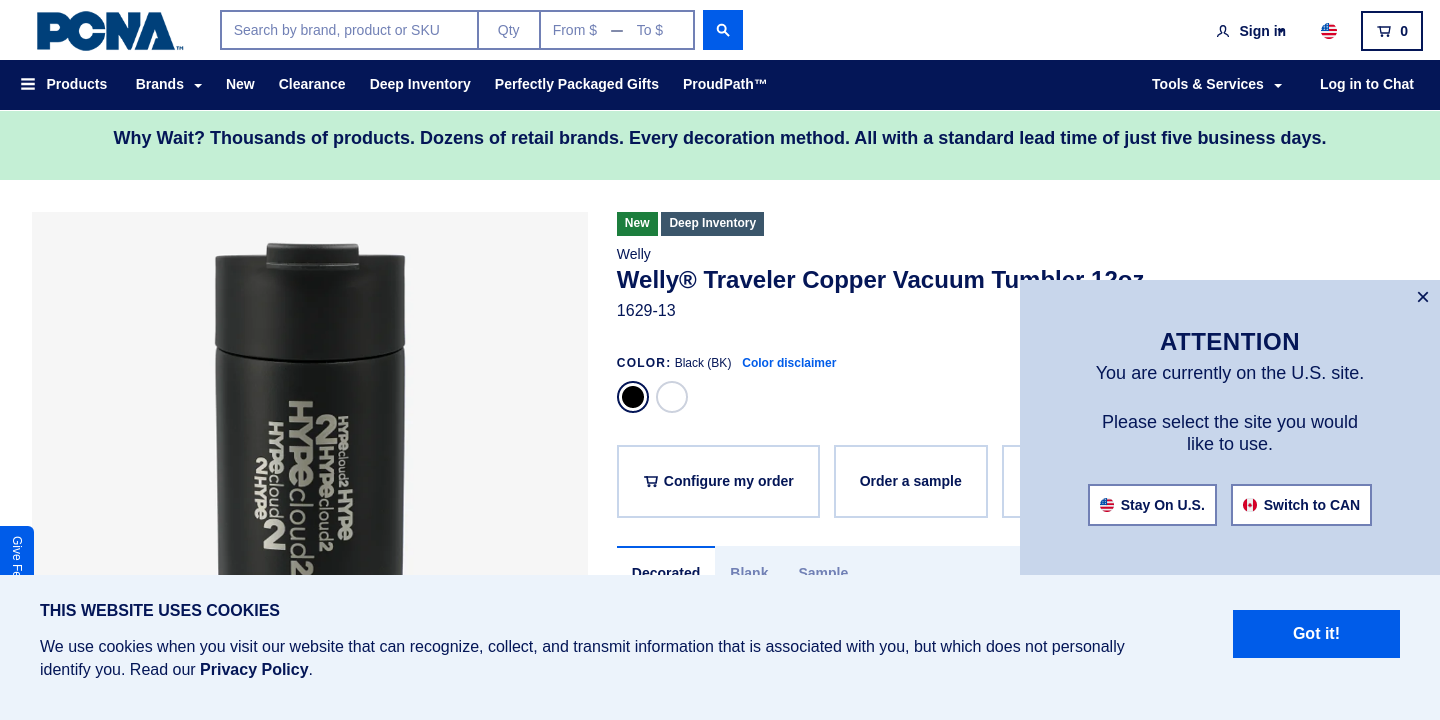 PCNA™
Search by brand, product or SKU
Qty
From $ — To $
Sign in
0
Products
Brands
New
Clearance
Deep Inventory
Perfectly Packaged Gifts
ProudPath™
Tools & Services
Log in to Chat
Why Wait? Thousands of products. Dozens of retail brands. Every decoration method. All with a standard lead time of just five business days.
New
Deep Inventory
Welly
Welly® Traveler Copper Vacuum Tumbler 12oz
1629-13
COLOR: Black (BK) Color disclaimer
Configure my order
Order a sample
Decorated
Blank
Sample
HYPEcloud2
HYPEcloud2
HYPEcloud2
HYPEcloud2
2HYPE
×
ATTENTION
You are currently on the U.S. site.
Please select the site you would
like to use.
Stay On U.S.
Switch to CAN
Give Fe
THIS WEBSITE USES COOKIES
We use cookies when you visit our website that can recognize, collect, and transmit information that is associated with you, but which does not personally
identify you. Read our Privacy Policy.
Got it!